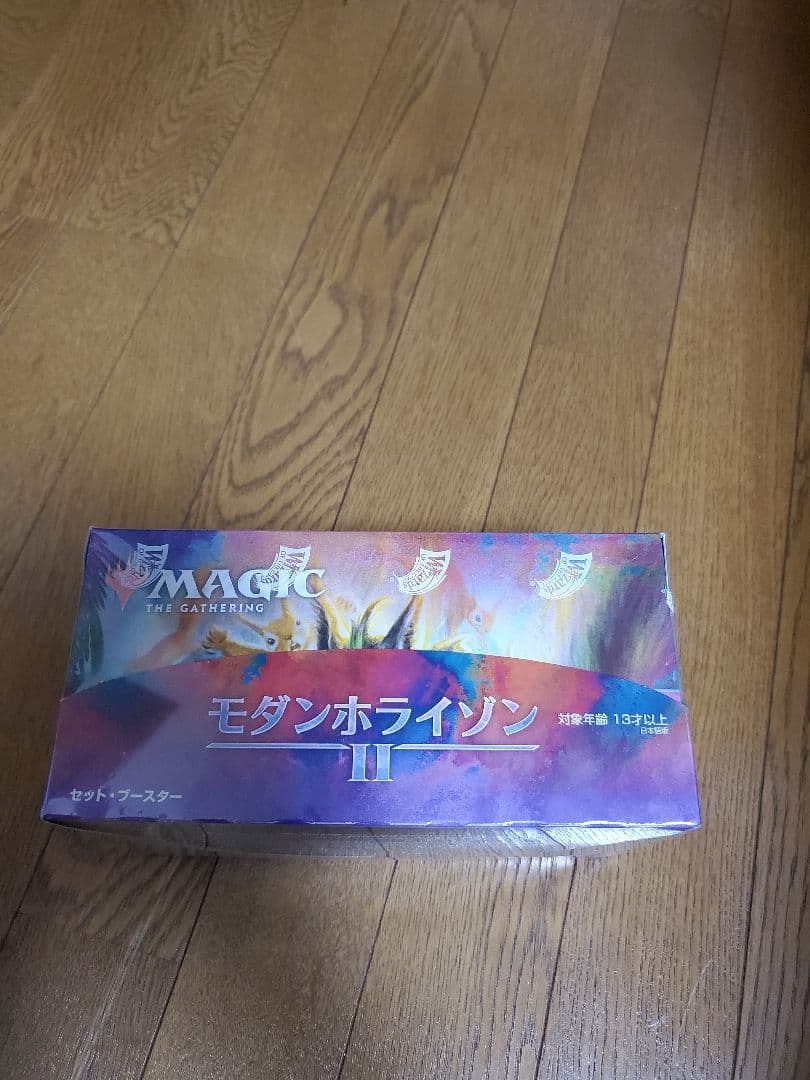 MAGIC
THE GATHERING
モダンホライゾン
II
対象年齢 13才以上
日本語版
セット・ブースター